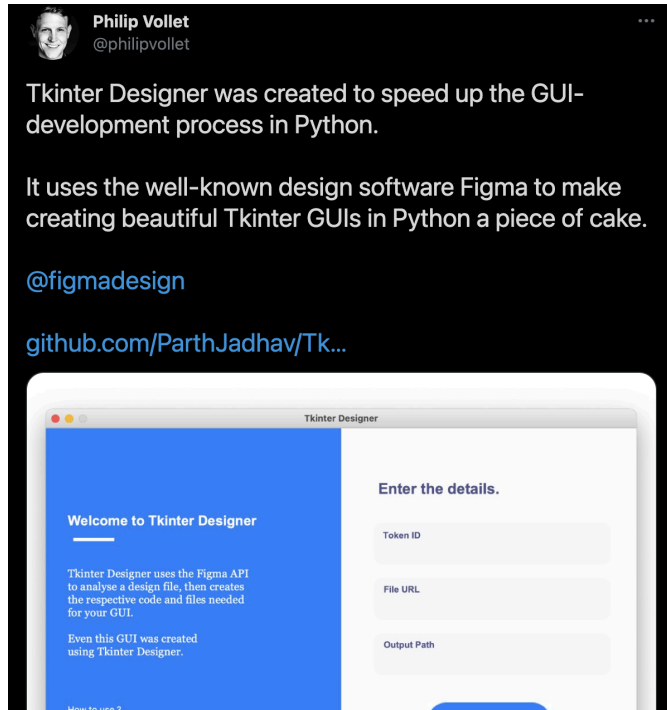 Philip Vollet
@philipvollet
Tkinter Designer was created to speed up the GUI-
development process in Python.
It uses the well-known design software Figma to make
creating beautiful Tkinter GUIs in Python a piece of cake.
@figmadesign
github.com/ParthJadhav/Tk...
Tkinter Designer
Welcome to Tkinter Designer
Tkinter Designer uses the Figma API
to analyse a design file, then creates
the respective code and files needed
for your GUI.
Even this GUI was created
using Tkinter Designer.
How to use ?
Enter the details.
Token ID
File URL
Output Path